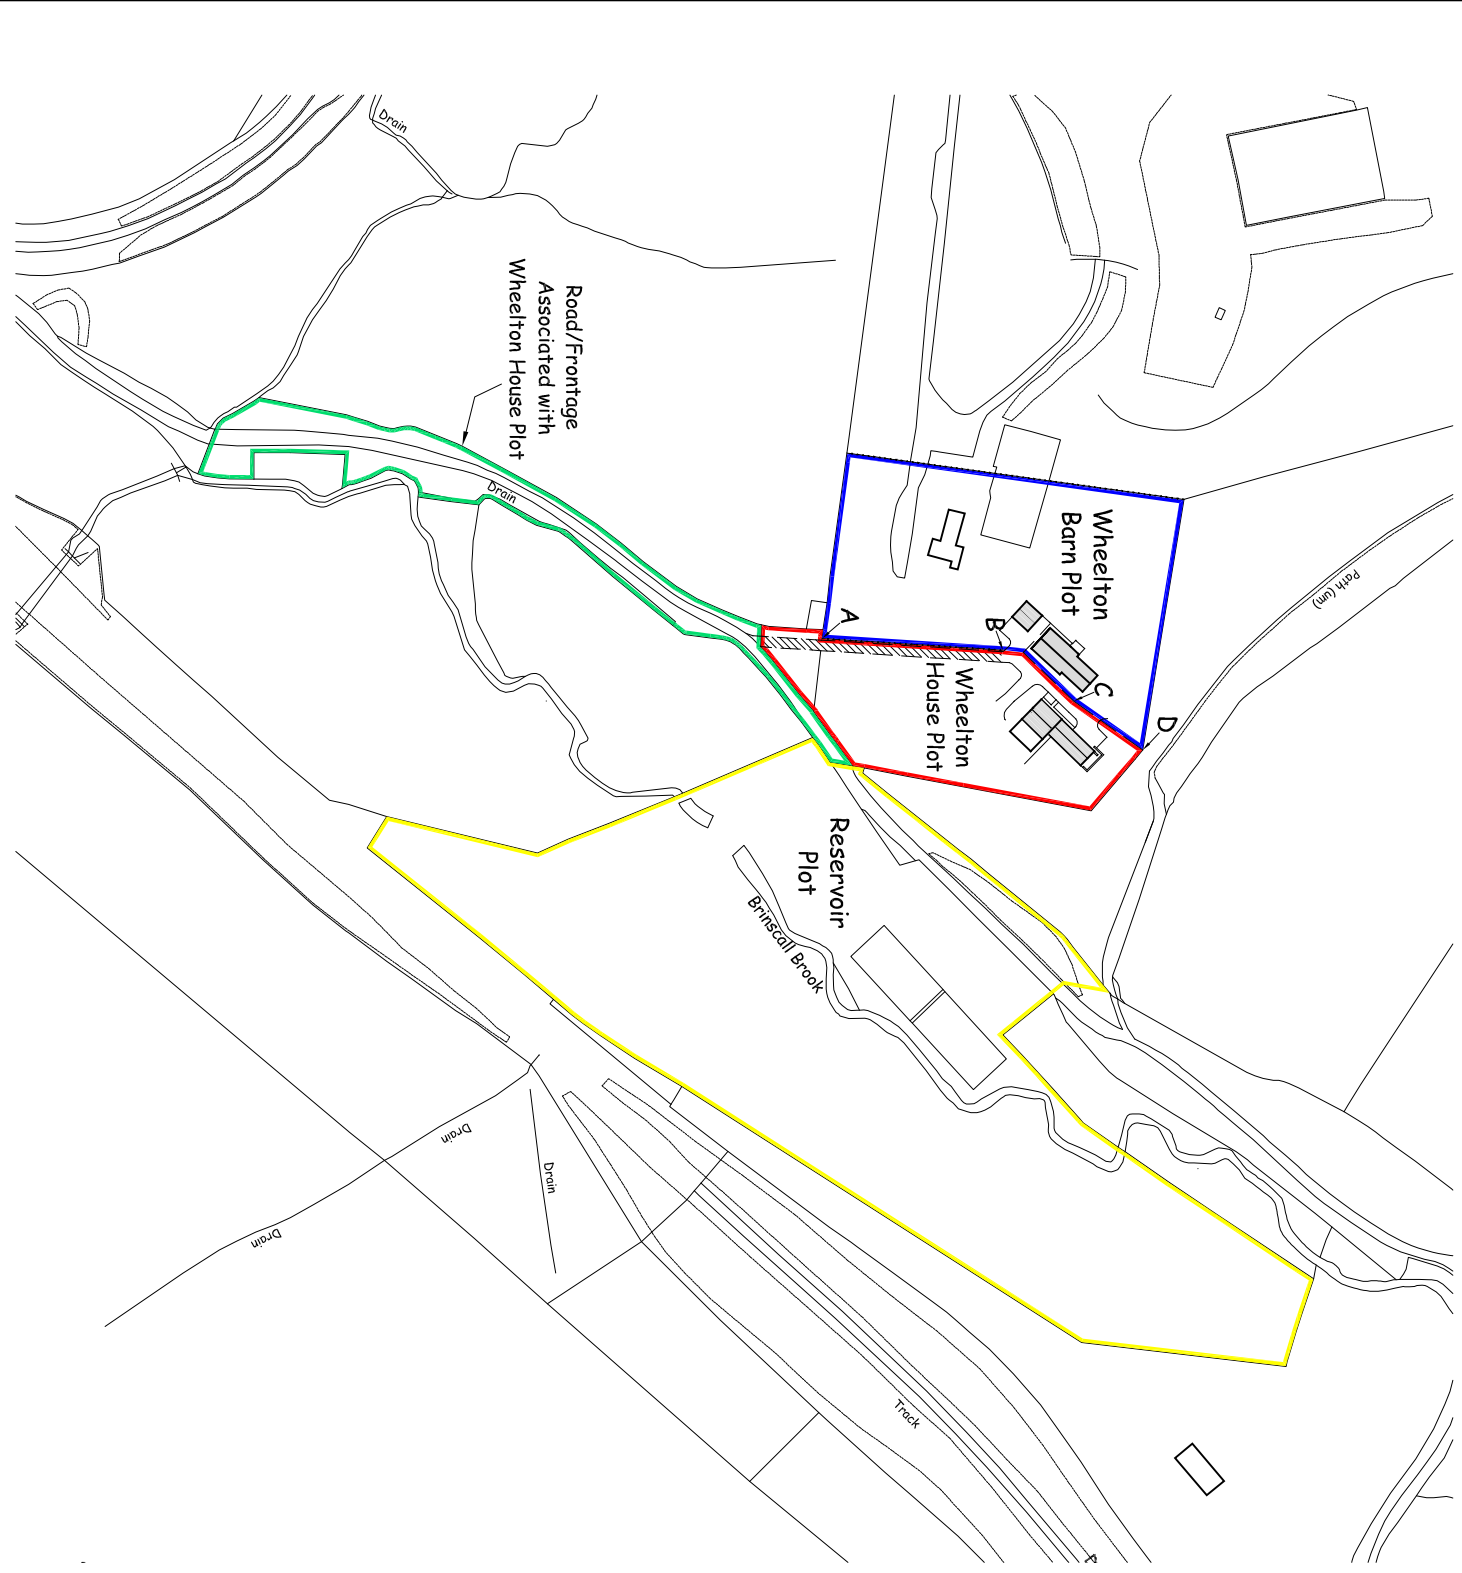 Drain
Road/Frontage
Associated with
Wheelton House Plot
Drain
Wheelton
Barn Plot
Path (um)
A
B
C
D
Wheelton
House Plot
Reservoir
Plot
Brinscall Brook
Drain
Drain
Drain
Track